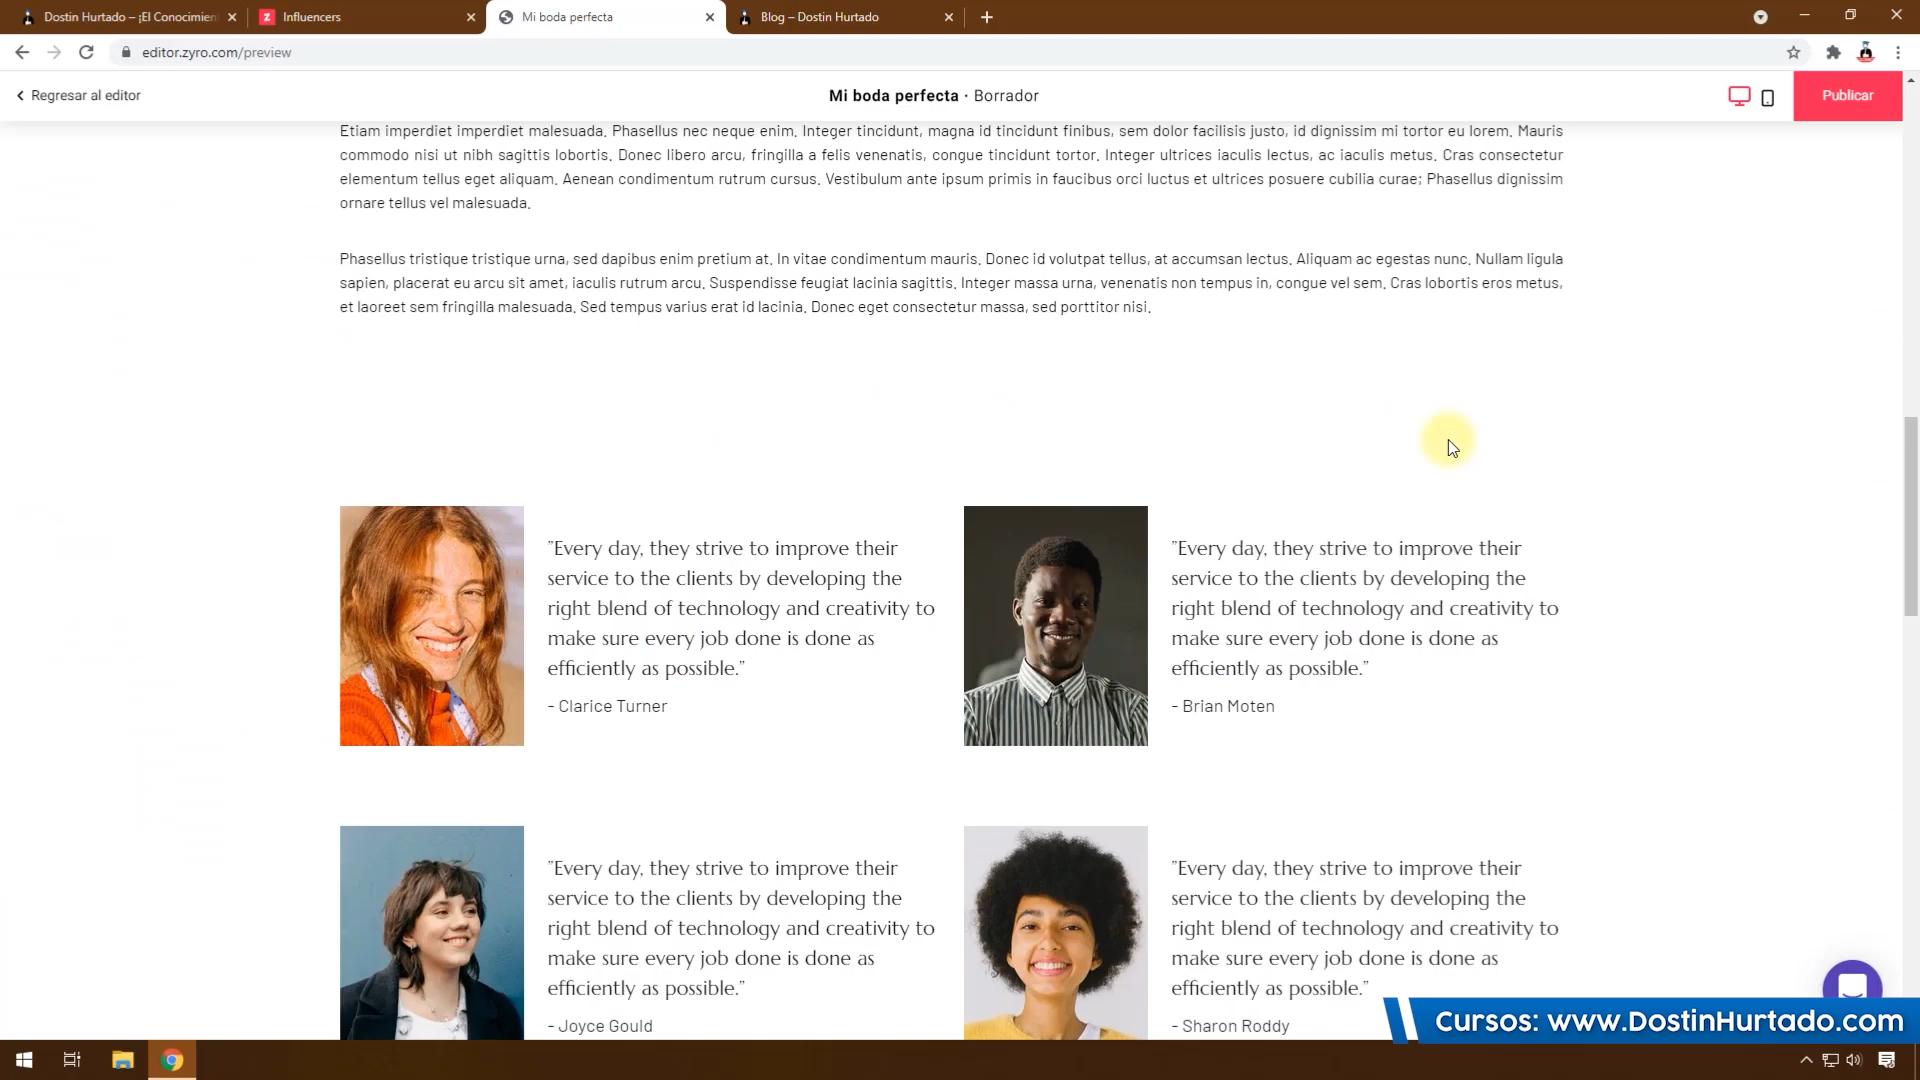 Dostin Hurtado – ¡El Conocimien
Influencers
Mi boda perfecta
Blog – Dostin Hurtado
editor.zyro.com/preview
Regresar al editor
Mi boda perfecta · Borrador
Publicar
Etiam imperdiet imperdiet malesuada. Phasellus nec neque enim. Integer tincidunt, magna id tincidunt finibus, sem dolor facilisis justo, id dignissim mi tortor eu lorem. Mauris
commodo nisi ut nibh sagittis lobortis. Donec libero arcu, fringilla a felis venenatis, congue tincidunt tortor. Integer ultrices iaculis lectus, ac iaculis metus. Cras consectetur
elementum tellus eget aliquam. Aenean condimentum rutrum cursus. Vestibulum ante ipsum primis in faucibus orci luctus et ultrices posuere cubilia curae; Phasellus dignissim
ornare tellus vel malesuada.
Phasellus tristique tristique urna, sed dapibus enim pretium at. In vitae condimentum mauris. Donec id volutpat tellus, at accumsan lectus. Aliquam ac egestas nunc. Nullam ligula
sapien, placerat eu arcu sit amet, iaculis rutrum arcu. Suspendisse feugiat lacinia sagittis. Integer massa urna, venenatis non tempus in, congue vel sem. Cras lobortis eros metus,
et laoreet sem fringilla malesuada. Sed tempus varius erat id lacinia. Donec eget consectetur massa, sed porttitor nisi.
”Every day, they strive to improve their
service to the clients by developing the
right blend of technology and creativity to
make sure every job done is done as
efficiently as possible.”
- Clarice Turner
”Every day, they strive to improve their
service to the clients by developing the
right blend of technology and creativity to
make sure every job done is done as
efficiently as possible.”
- Brian Moten
”Every day, they strive to improve their
service to the clients by developing the
right blend of technology and creativity to
make sure every job done is done as
efficiently as possible.”
- Joyce Gould
”Every day, they strive to improve their
service to the clients by developing the
right blend of technology and creativity to
make sure every job done is done as
efficiently as possible.”
- Sharon Roddy
Cursos: www.DostinHurtado.com